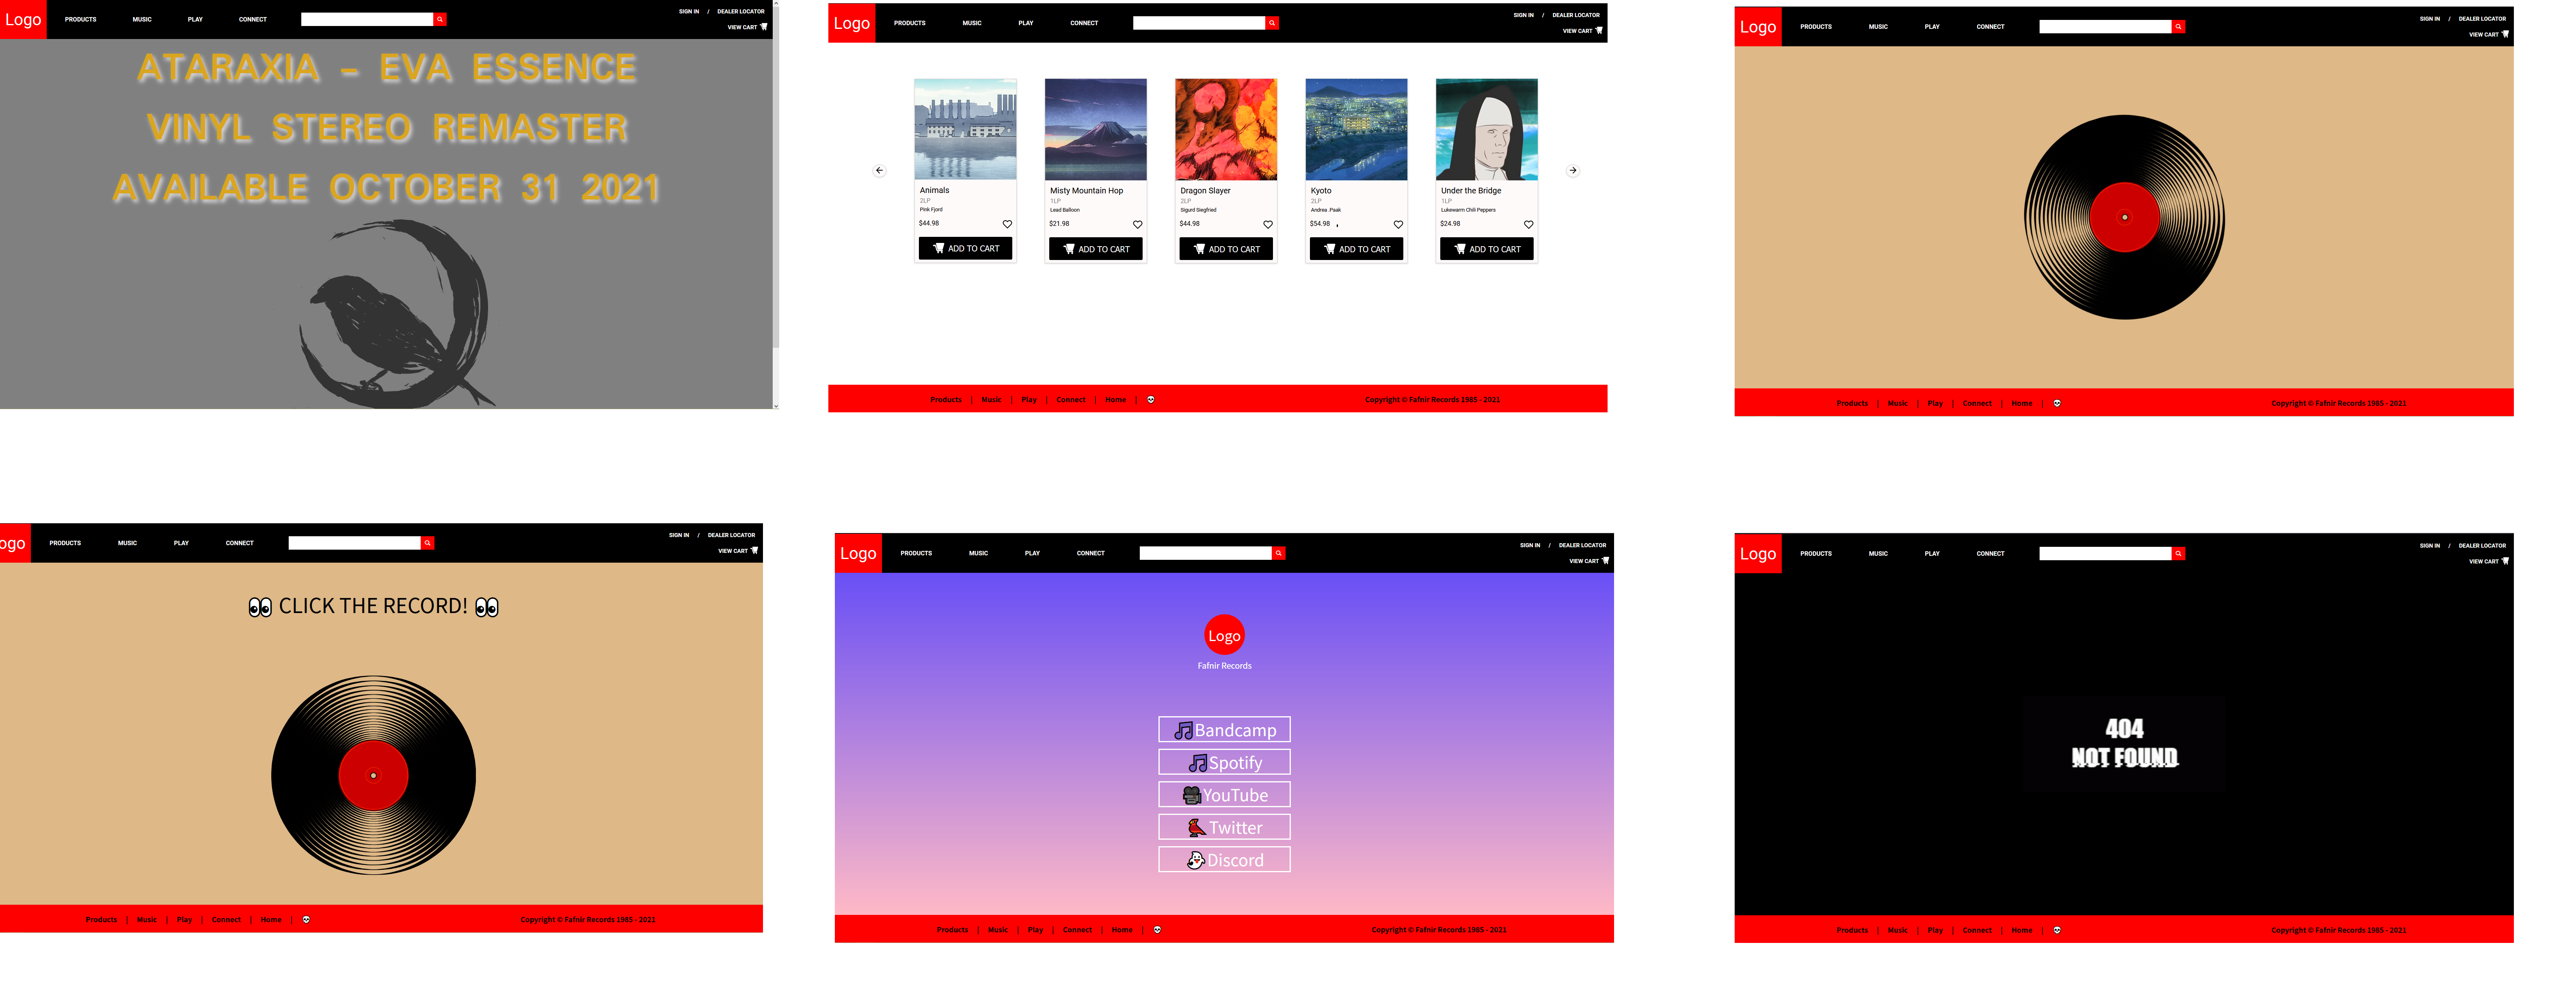 Logo PRODUCTS MUSIC PLAY CONNECT SIGN IN / DEALER LOCATOR
VIEW CART
ATARAXIA – EVA ESSENCE
VINYL STEREO REMASTER
AVAILABLE OCTOBER 31 2021
Logo PRODUCTS MUSIC PLAY CONNECT SIGN IN / DEALER LOCATOR
VIEW CART
Animals
2LP
Pink Fjord
$44.98
ADD TO CART
Misty Mountain Hop
1LP
Lead Balloon
$21.98
ADD TO CART
Dragon Slayer
2LP
Sigurd Siegfried
$44.98
ADD TO CART
Kyoto
2LP
Andrea .Paak
$54.98
ADD TO CART
Under the Bridge
1LP
Lukewarm Chili Peppers
$24.98
ADD TO CART
Products | Music | Play | Connect | Home | Copyright © Fafnir Records 1985 - 2021
Logo PRODUCTS MUSIC PLAY CONNECT SIGN IN / DEALER LOCATOR
VIEW CART
Products | Music | Play | Connect | Home | Copyright © Fafnir Records 1985 - 2021
ogo PRODUCTS MUSIC PLAY CONNECT SIGN IN / DEALER LOCATOR
VIEW CART
CLICK THE RECORD!
Products | Music | Play | Connect | Home | Copyright © Fafnir Records 1985 - 2021
Logo PRODUCTS MUSIC PLAY CONNECT SIGN IN / DEALER LOCATOR
VIEW CART
Logo
Fafnir Records
Bandcamp
Spotify
YouTube
Twitter
Discord
Products | Music | Play | Connect | Home | Copyright © Fafnir Records 1985 - 2021
Logo PRODUCTS MUSIC PLAY CONNECT SIGN IN / DEALER LOCATOR
VIEW CART
404
NOT FOUND
Products | Music | Play | Connect | Home | Copyright © Fafnir Records 1985 - 2021